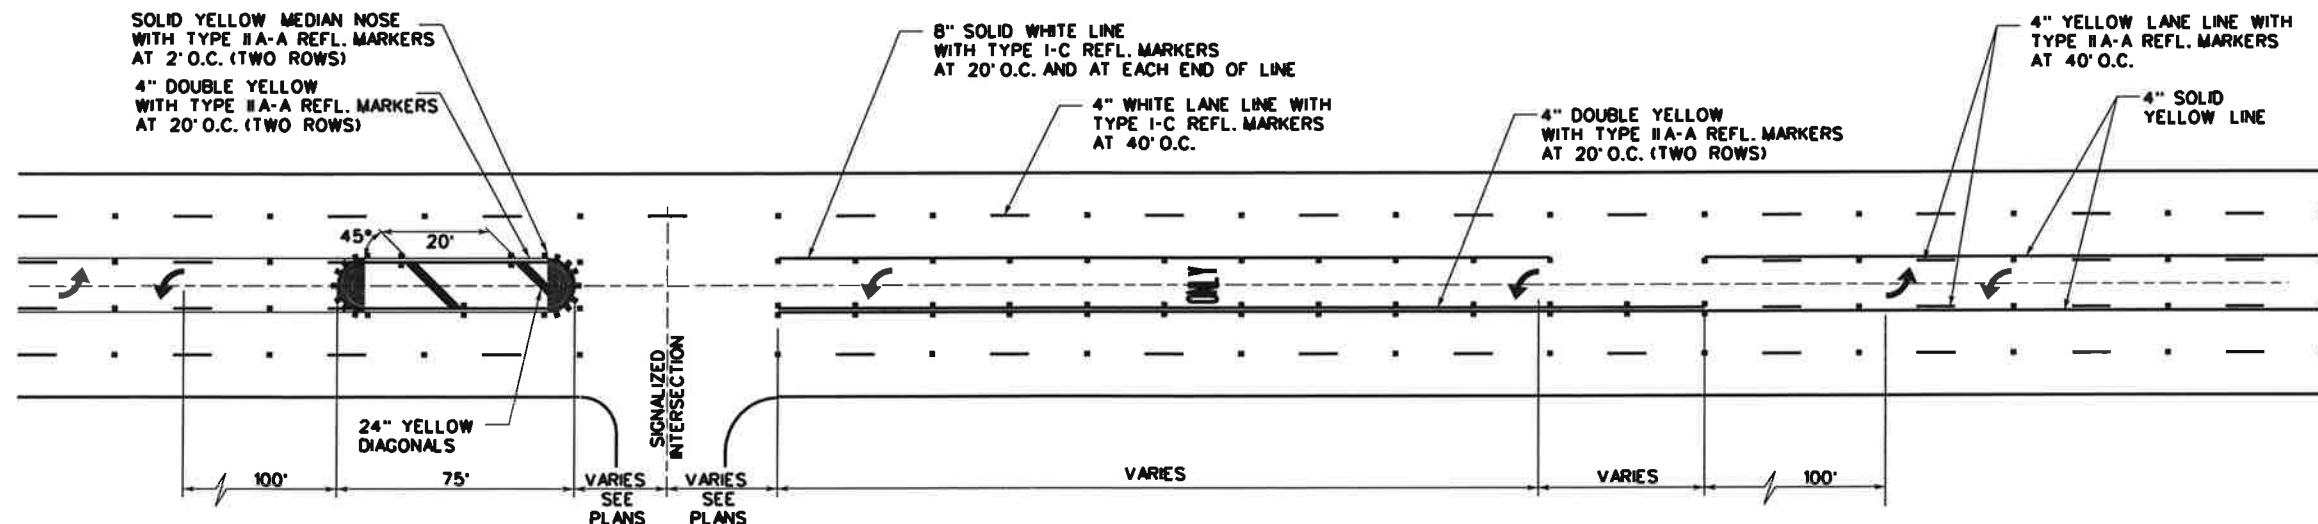 SOLID YELLOW MEDIAN NOSE
WITH TYPE II A-A REFL. MARKERS
AT 2' O.C. (TWO ROWS)
4" DOUBLE YELLOW
WITH TYPE II A-A REFL. MARKERS
AT 20' O.C. (TWO ROWS)
8" SOLID WHITE LINE
WITH TYPE I-C REFL. MARKERS
AT 20' O.C. AND AT EACH END OF LINE
4" WHITE LANE LINE WITH
TYPE I-C REFL. MARKERS
AT 40' O.C.
4" DOUBLE YELLOW
WITH TYPE II A-A REFL. MARKERS
AT 20' O.C. (TWO ROWS)
4" YELLOW LANE LINE WITH
TYPE II A-A REFL. MARKERS
AT 40' O.C.
4" SOLID
YELLOW LINE
45°
20'
ONLY
24" YELLOW
DIAGONALS
SIGNALIZED
INTERSECTION
100'
75'
VARIES
SEE
PLANS
VARIES
SEE
PLANS
VARIES
VARIES
100'